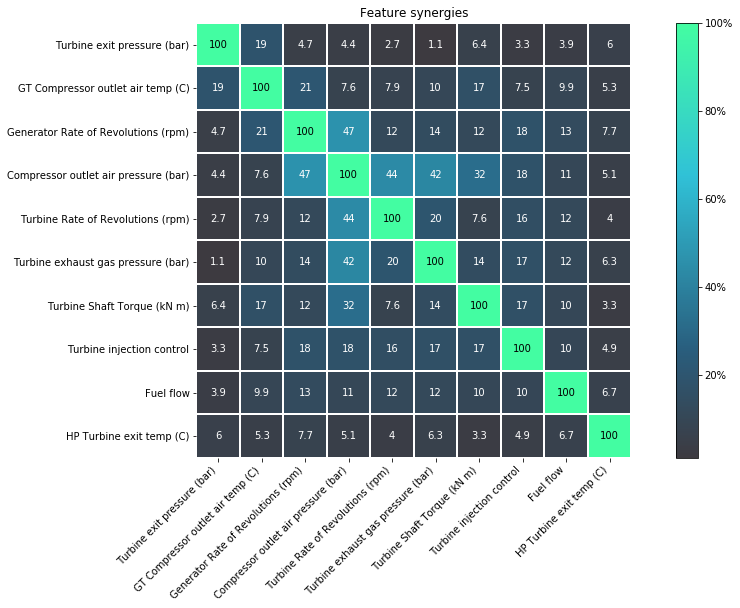 Feature synergies
Turbine exit pressure (bar) 100 19 4.7 4.4 2.7 1.1 6.4 3.3 3.9 6
GT Compressor outlet air temp (C) 19 100 21 7.6 7.9 10 17 7.5 9.9 5.3
Generator Rate of Revolutions (rpm) 4.7 21 100 47 12 14 12 18 13 7.7
Compressor outlet air pressure (bar) 4.4 7.6 47 100 44 42 32 18 11 5.1
Turbine Rate of Revolutions (rpm) 2.7 7.9 12 44 100 20 7.6 16 12 4
Turbine exhaust gas pressure (bar) 1.1 10 14 42 20 100 14 17 12 6.3
Turbine Shaft Torque (kN m) 6.4 17 12 32 7.6 14 100 17 10 3.3
Turbine injection control 3.3 7.5 18 18 16 17 17 100 10 4.9
Fuel flow 3.9 9.9 13 11 12 12 10 10 100 6.7
HP Turbine exit temp (C) 6 5.3 7.7 5.1 4 6.3 3.3 4.9 6.7 100
Turbine exit pressure (bar)
GT Compressor outlet air temp (C)
Generator Rate of Revolutions (rpm)
Compressor outlet air pressure (bar)
Turbine Rate of Revolutions (rpm)
Turbine exhaust gas pressure (bar)
Turbine Shaft Torque (kN m)
Turbine injection control
Fuel flow
HP Turbine exit temp (C)
100%
80%
60%
40%
20%